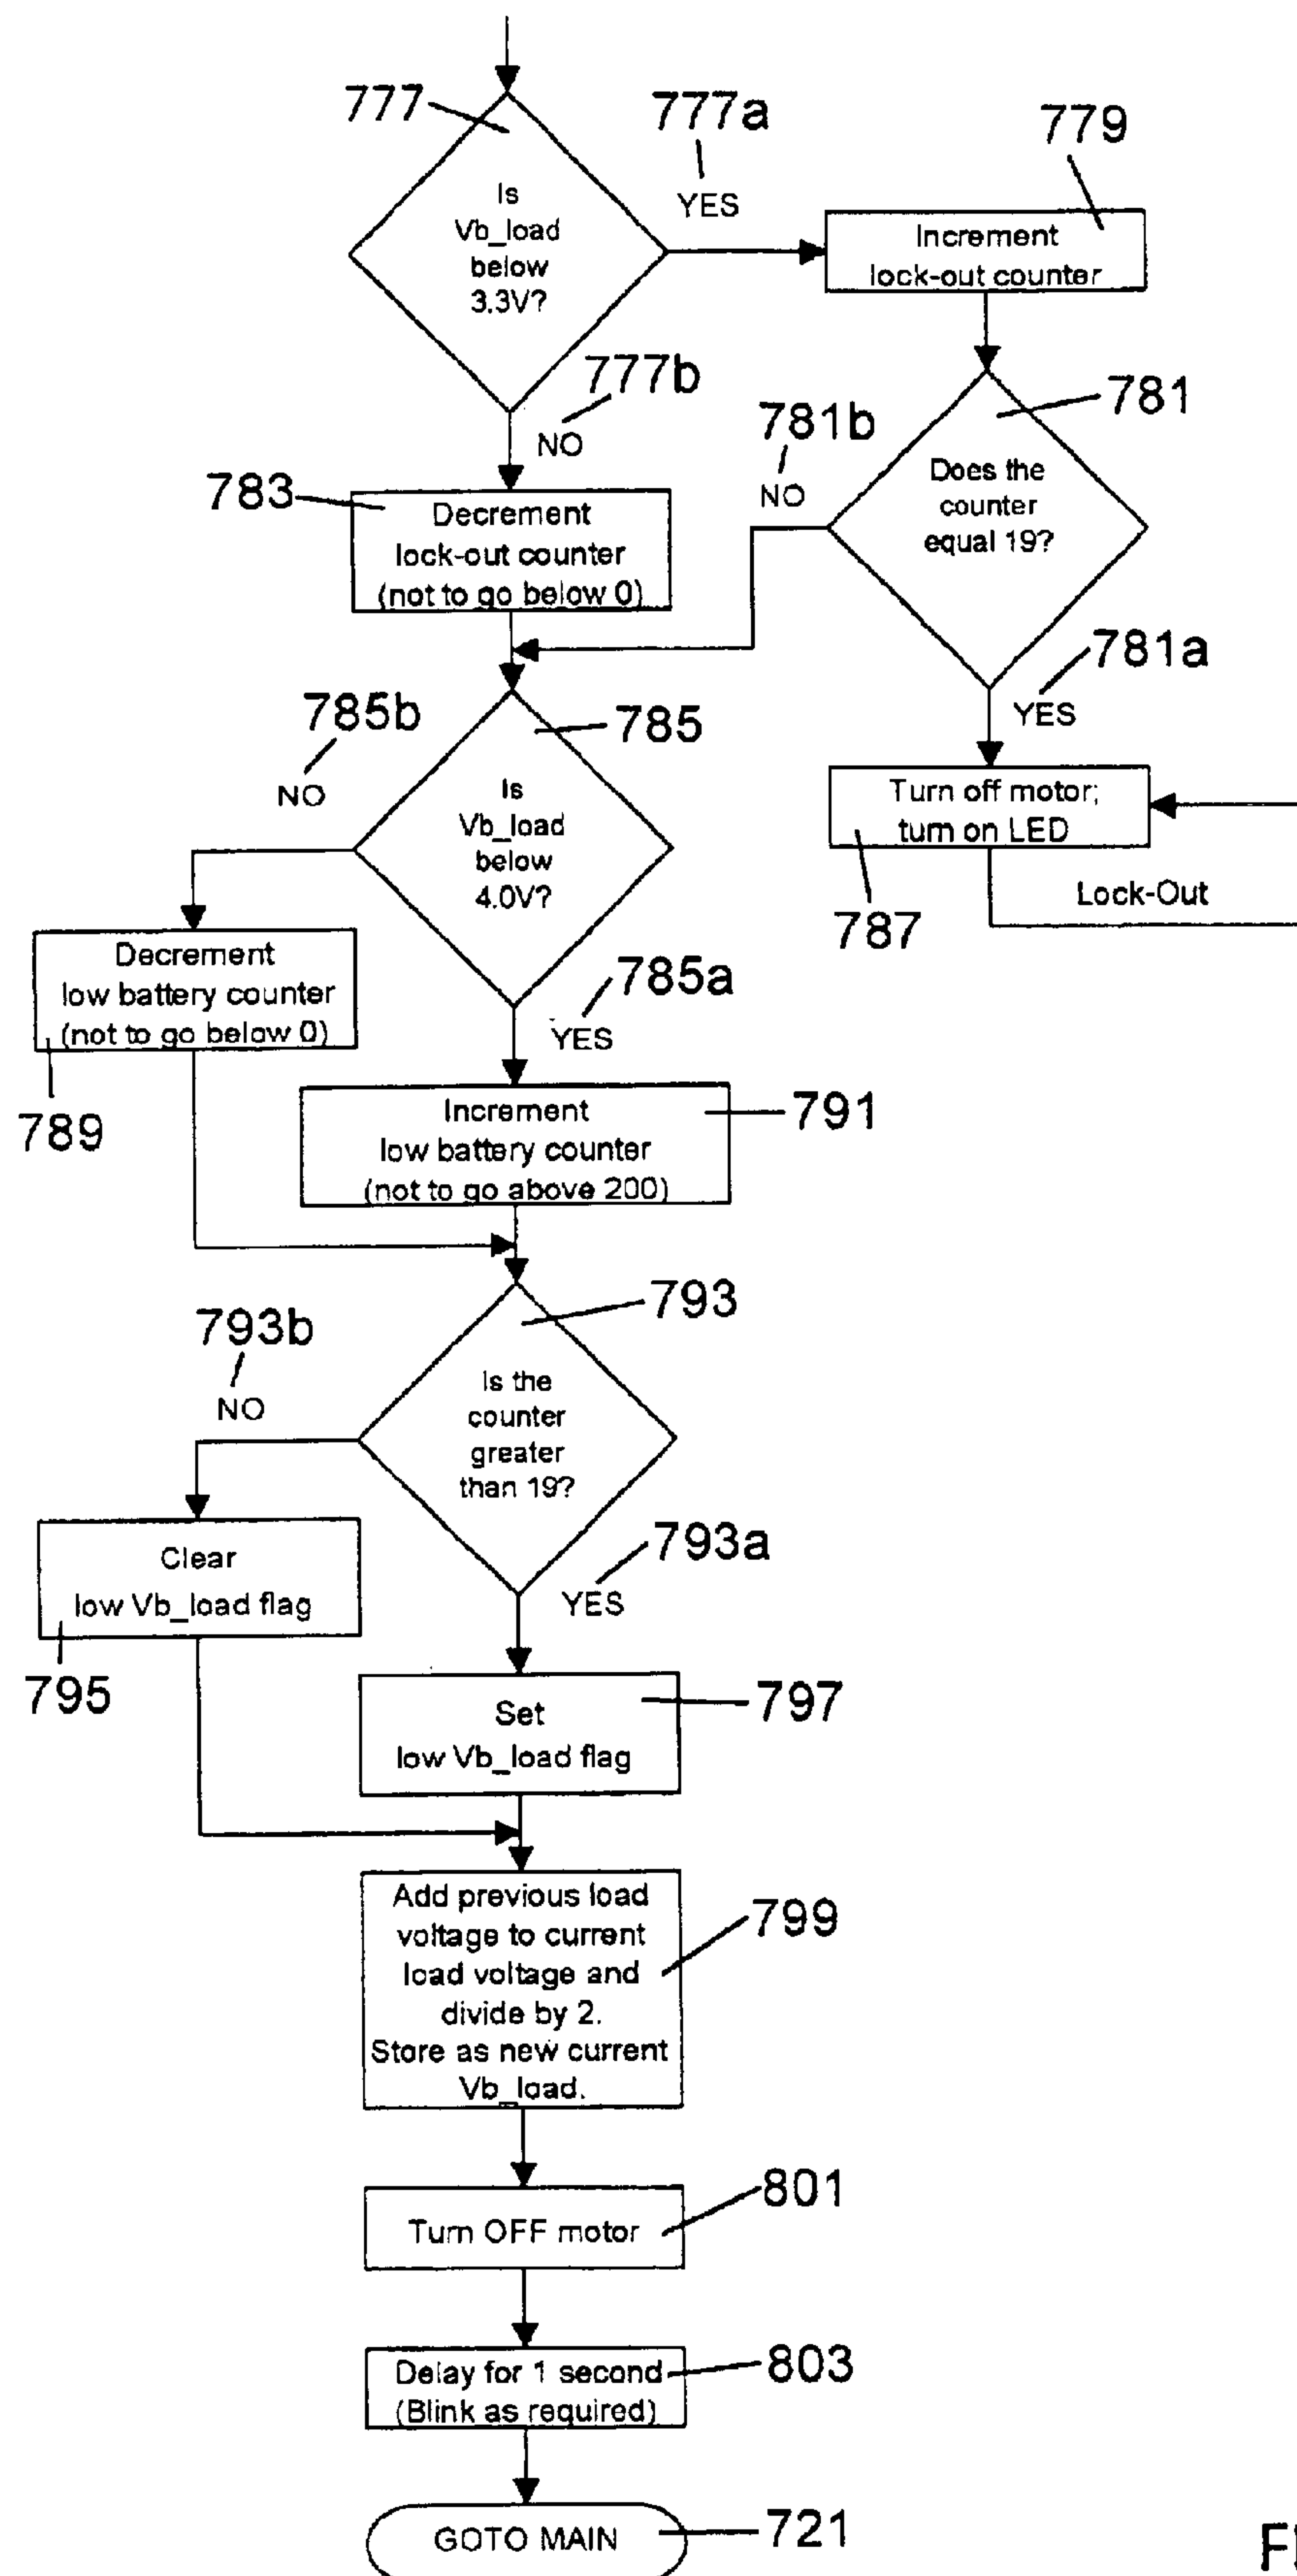 777
777a
779
Is
Vb_load
below
3.3V?
YES
Increment
lock-out counter
777b
NO
781
781b
NO
Does the
counter
equal 19?
783
Decrement
lock-out counter
(not to go below 0)
781a
YES
785b
NO
785
Is
Vb_load
below
4.0V?
Turn off motor;
turn on LED
Lock-Out
787
Decrement
low battery counter
(not to go below 0)
789
785a
YES
Increment
low battery counter
(not to go above 200)
791
793
793b
NO
Is the
counter
greater
than 19?
793a
YES
Clear
low Vb_load flag
795
Set
low Vb_load flag
797
Add previous load
voltage to current
load voltage and
divide by 2.
Store as new current
Vb_load.
799
801
Turn OFF motor
Delay for 1 second
(Blink as required)
803
GOTO MAIN
721